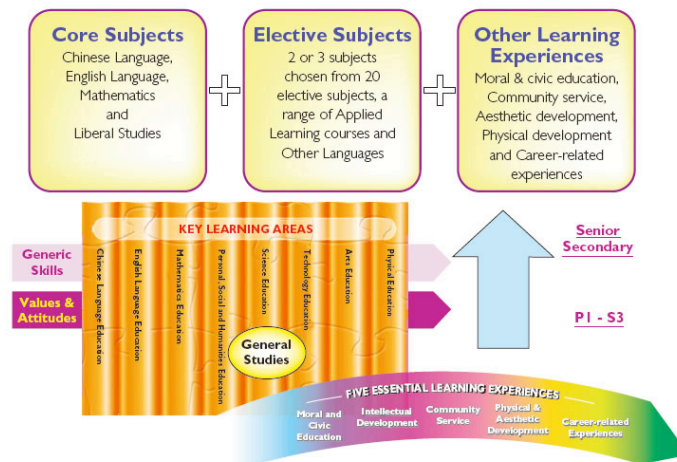 Core Subjects
Chinese Language,
English Language,
Mathematics
and
Liberal Studies
Elective Subjects
2 or 3 subjects
chosen from 20
elective subjects, a
range of Applied
Learning courses and
Other Languages
Other Learning
Experiences
Moral & civic education,
Community service,
Aesthetic development,
Physical development
and Career-related
experiences
KEY LEARNING AREAS
Generic
Skills
Values &
Attitudes
Chinese Language Education
English Language Education
Mathematics Education
Personal, Social and Humanities Education
Science Education
Technology Education
Arts Education
Physical Education
General
Studies
Senior
Secondary
P1 - S3
FIVE ESSENTIAL LEARNING EXPERIENCES
Moral and
Civic
Education
Intellectual
Development
Community
Service
Physical &
Aesthetic
Development
Career-related
Experiences